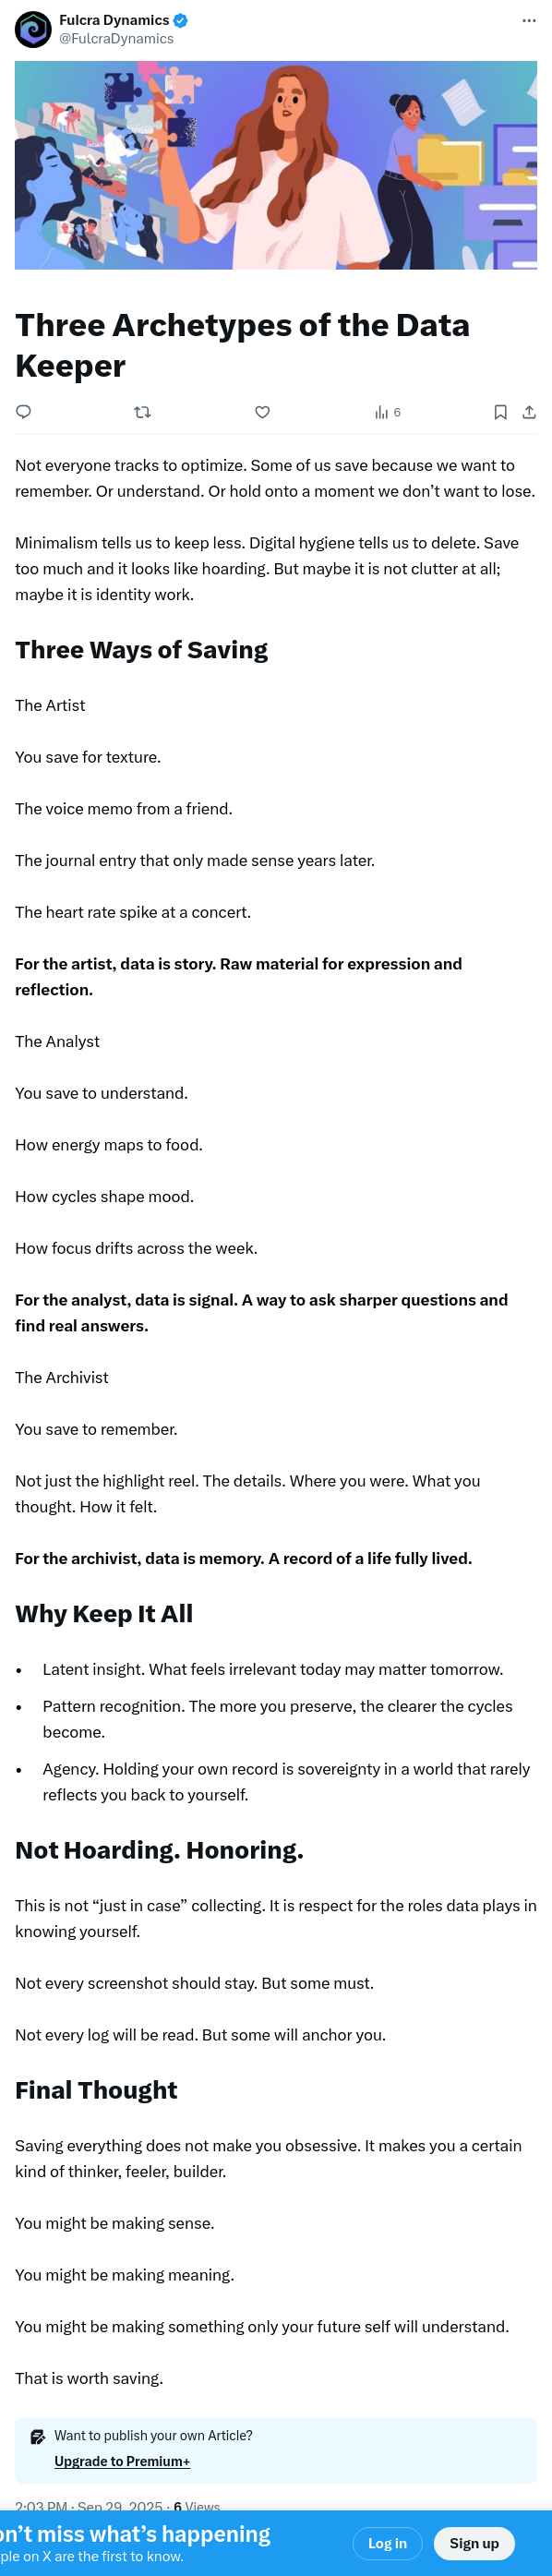 Fulcra Dynamics
@FulcraDynamics
Three Archetypes of the Data
Keeper
6
Not everyone tracks to optimize. Some of us save because we want to
remember. Or understand. Or hold onto a moment we don’t want to lose.
Minimalism tells us to keep less. Digital hygiene tells us to delete. Save
too much and it looks like hoarding. But maybe it is not clutter at all;
maybe it is identity work.
Three Ways of Saving
The Artist
You save for texture.
The voice memo from a friend.
The journal entry that only made sense years later.
The heart rate spike at a concert.
For the artist, data is story. Raw material for expression and
reflection.
The Analyst
You save to understand.
How energy maps to food.
How cycles shape mood.
How focus drifts across the week.
For the analyst, data is signal. A way to ask sharper questions and
find real answers.
The Archivist
You save to remember.
Not just the highlight reel. The details. Where you were. What you
thought. How it felt.
For the archivist, data is memory. A record of a life fully lived.
Why Keep It All
• Latent insight. What feels irrelevant today may matter tomorrow.
• Pattern recognition. The more you preserve, the clearer the cycles
become.
• Agency. Holding your own record is sovereignty in a world that rarely
reflects you back to yourself.
Not Hoarding. Honoring.
This is not “just in case” collecting. It is respect for the roles data plays in
knowing yourself.
Not every screenshot should stay. But some must.
Not every log will be read. But some will anchor you.
Final Thought
Saving everything does not make you obsessive. It makes you a certain
kind of thinker, feeler, builder.
You might be making sense.
You might be making meaning.
You might be making something only your future self will understand.
That is worth saving.
Want to publish your own Article?
Upgrade to Premium+
2:03 PM · Sep 29, 2025 · 6 Views
on’t miss what’s happening
ple on X are the first to know.
Log in
Sign up